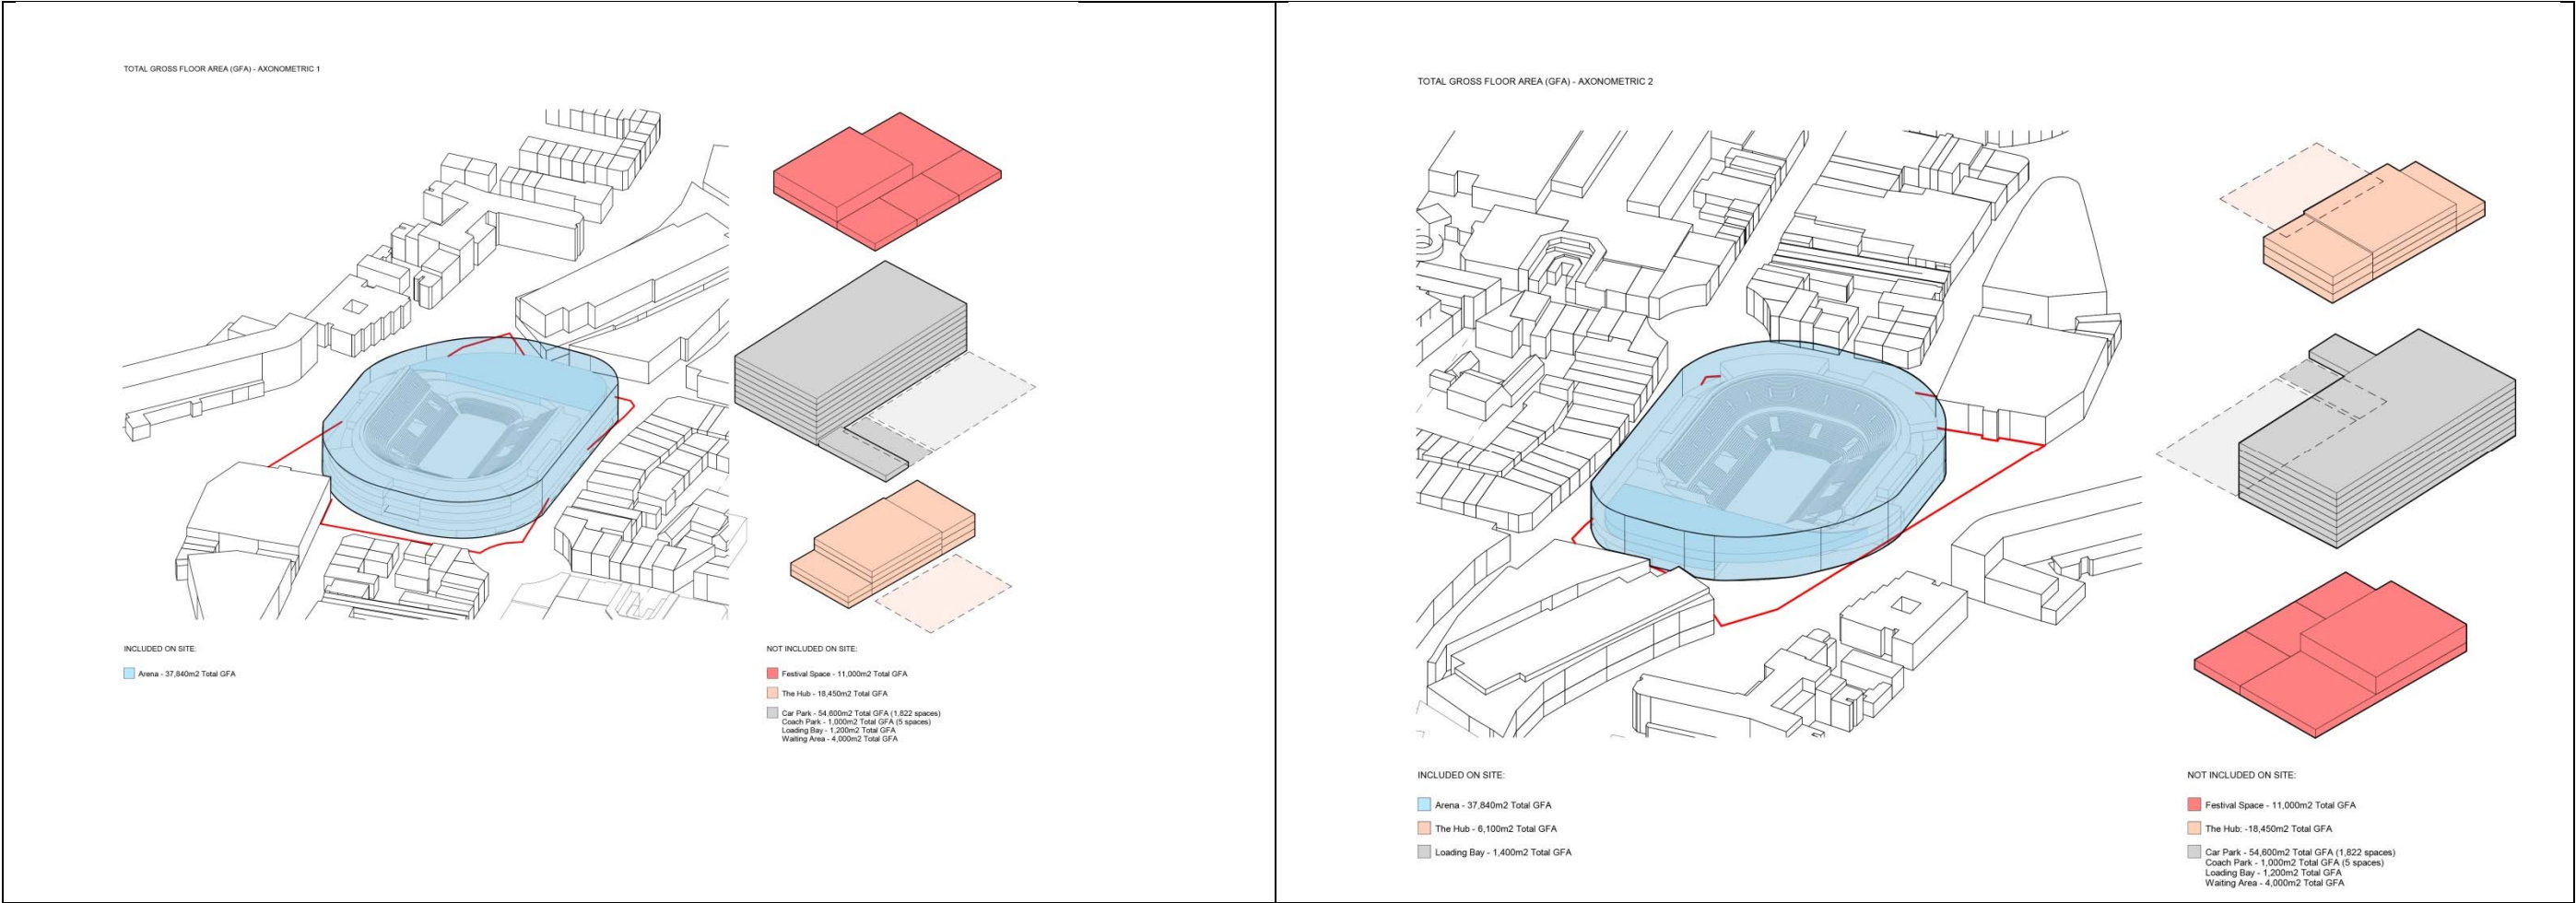 TOTAL GROSS FLOOR AREA (GFA) - AXONOMETRIC 1
INCLUDED ON SITE:
Arena - 37,840m2 Total GFA
NOT INCLUDED ON SITE:
Festival Space - 11,000m2 Total GFA
The Hub - 18,450m2 Total GFA
Car Park - 54,600m2 Total GFA (1,822 spaces)
Coach Park - 1,000m2 Total GFA (5 spaces)
Loading Bay - 1,200m2 Total GFA
Waiting Area - 4,000m2 Total GFA
TOTAL GROSS FLOOR AREA (GFA) - AXONOMETRIC 2
INCLUDED ON SITE:
Arena - 37,840m2 Total GFA
The Hub - 6,100m2 Total GFA
Loading Bay - 1,400m2 Total GFA
NOT INCLUDED ON SITE:
Festival Space - 11,000m2 Total GFA
The Hub: -18,450m2 Total GFA
Car Park - 54,600m2 Total GFA (1,822 spaces)
Coach Park - 1,000m2 Total GFA (5 spaces)
Loading Bay - 1,200m2 Total GFA
Waiting Area - 4,000m2 Total GFA